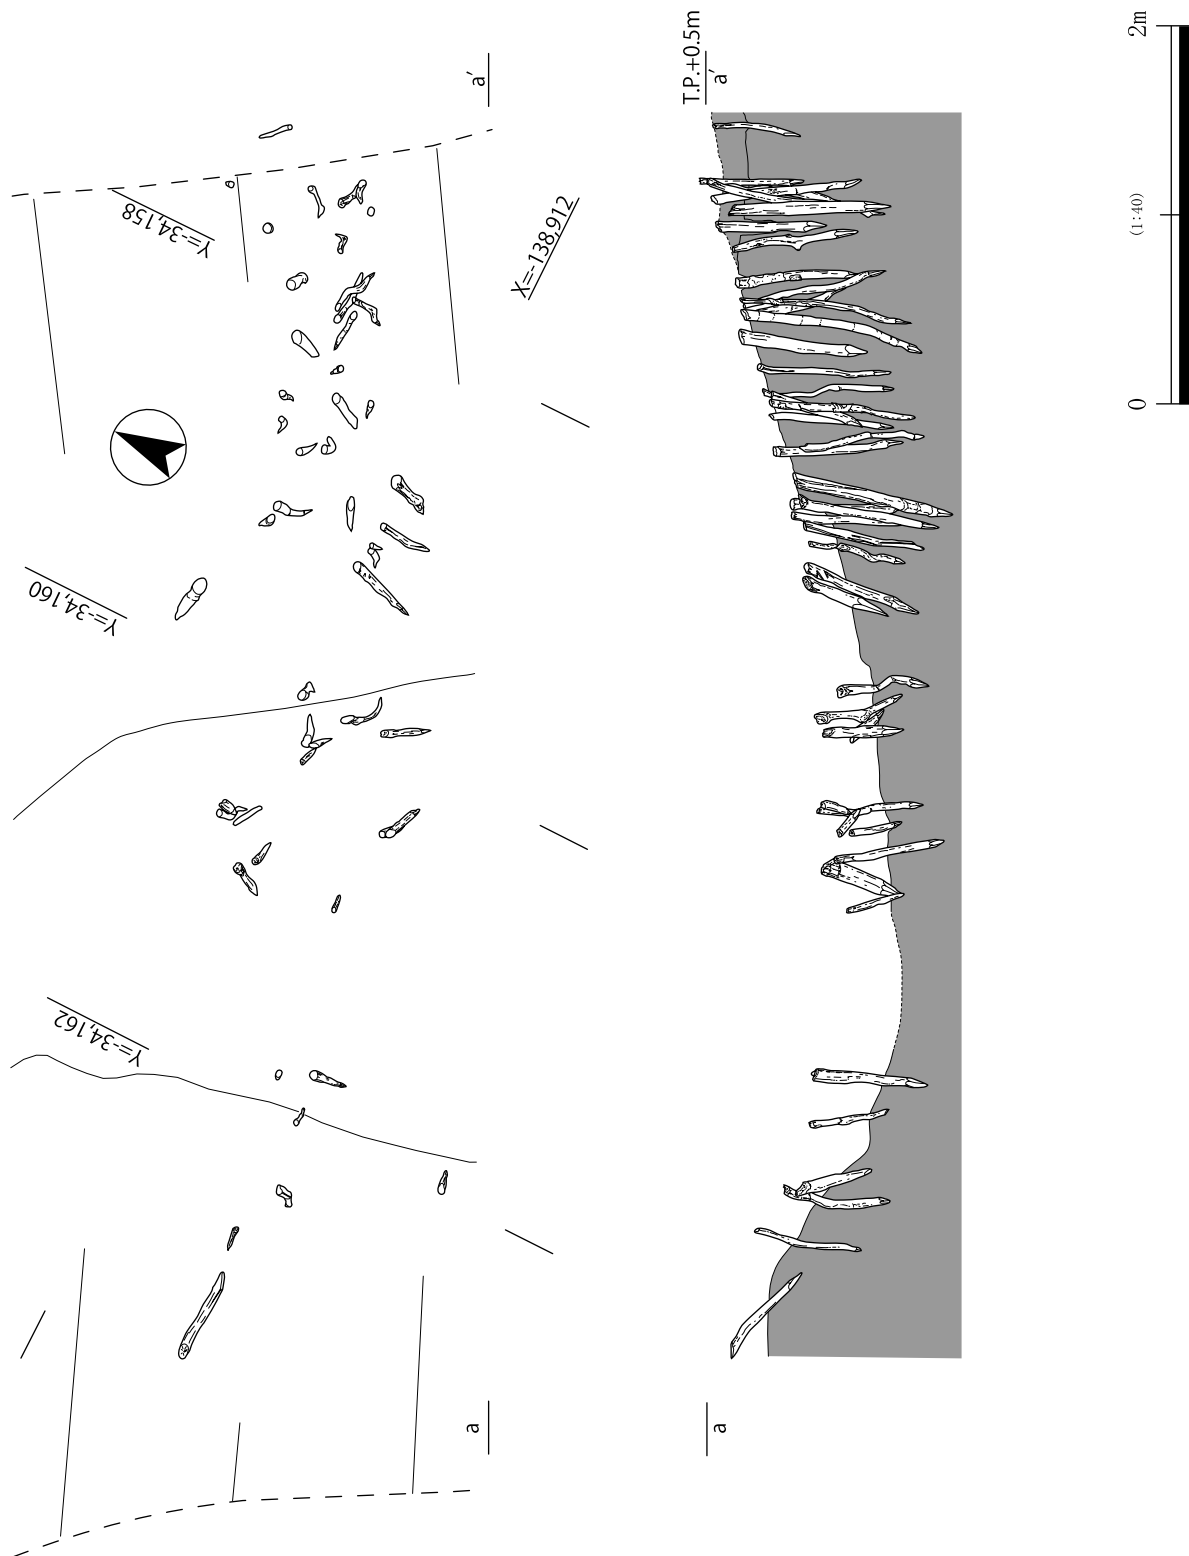 a′
T.P.+0.5m
a′
2m
(1:40)
0
Y=-34,158
X=-138,912
Y=-34,160
Y=-34,162
a
a